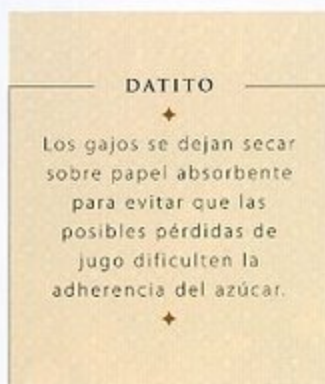 DATITO
Los gajos se dejan secar
sobre papel absorbente
para evitar que las
posibles pérdidas de
jugo dificulten la
adherencia del azúcar.